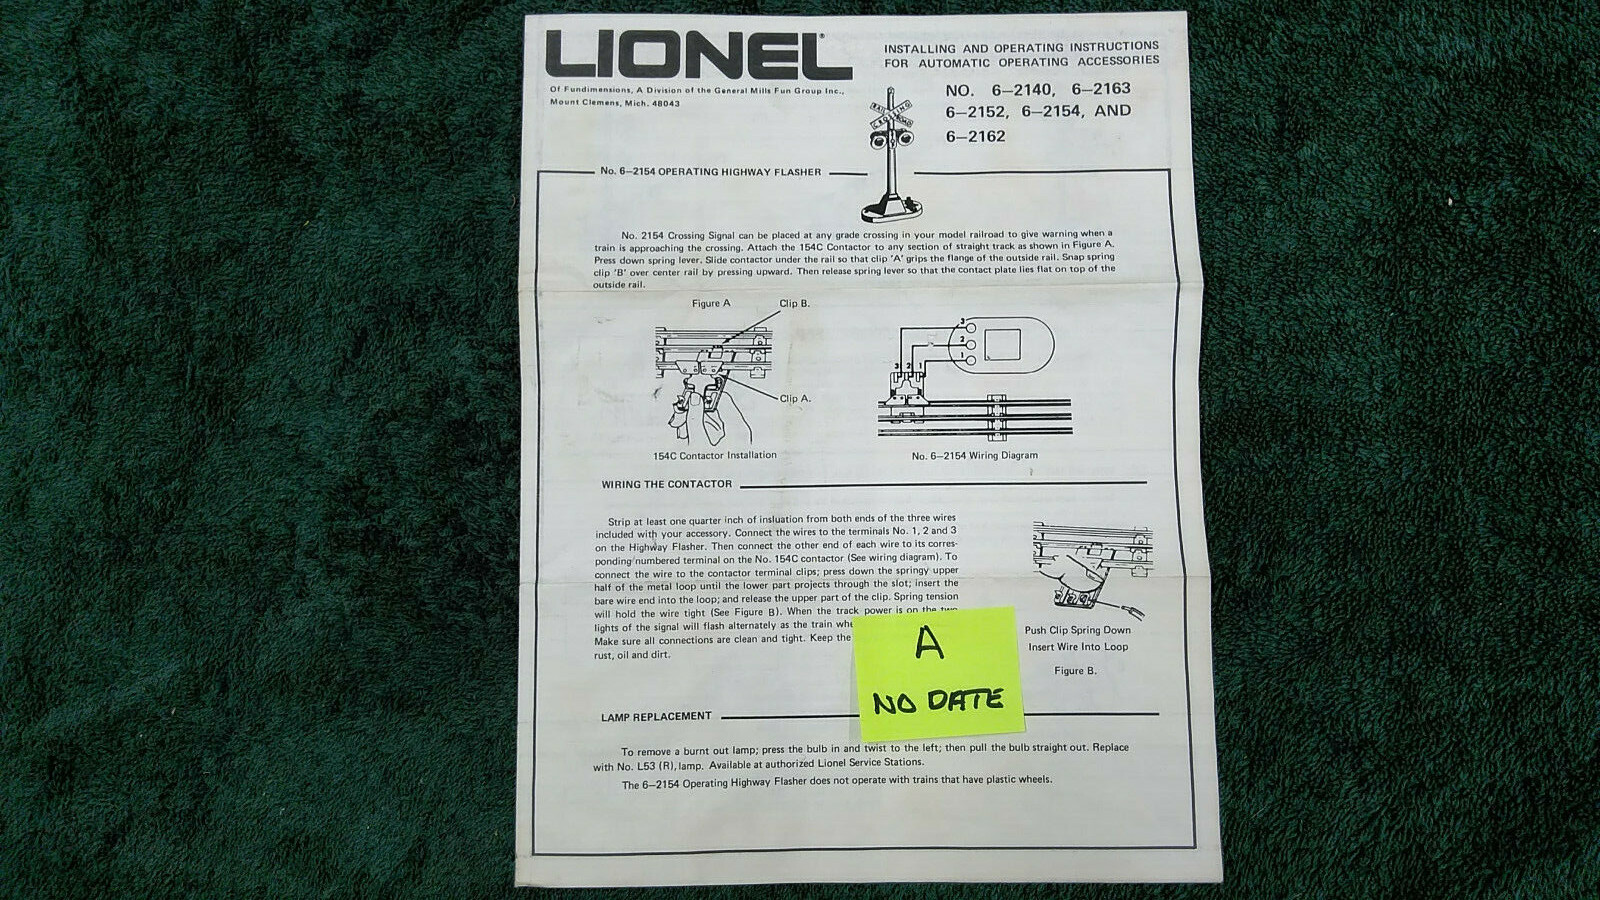 LIONEL®
Of Fundimensions, A Division of the General Mills Fun Group Inc.,
Mount Clemens, Mich. 48043
INSTALLING AND OPERATING INSTRUCTIONS
FOR AUTOMATIC OPERATING ACCESSORIES
NO. 6-2140, 6-2163
6-2152, 6-2154, AND
6-2162
RAILROAD CROSSING
No. 6-2154 OPERATING HIGHWAY FLASHER
No. 2154 Crossing Signal can be placed at any grade crossing in your model railroad to give warning when a
train is approaching the crossing. Attach the 154C Contactor to any section of straight track as shown in Figure A.
Press down spring lever. Slide contactor under the rail so that clip 'A' grips the flange of the outside rail. Snap spring
clip 'B' over center rail by pressing upward. Then release spring lever so that the contact plate lies flat on top of the
outside rail.
Figure A
Clip B.
Clip A.
154C Contactor Installation
3
2
1
3 2 1
No. 6-2154 Wiring Diagram
WIRING THE CONTACTOR
Strip at least one quarter inch of insluation from both ends of the three wires
included with your accessory. Connect the wires to the terminals No. 1, 2 and 3
on the Highway Flasher. Then connect the other end of each wire to its corres-
ponding numbered terminal on the No. 154C contactor (See wiring diagram). To
connect the wire to the contactor terminal clips; press down the springy upper
half of the metal loop until the lower part projects through the slot; insert the
bare wire end into the loop; and release the upper part of the clip. Spring tension
will hold the wire tight (See Figure B). When the track power is on the two
lights of the signal will flash alternately as the train whe
Make sure all connections are clean and tight. Keep the
rust, oil and dirt.
Push Clip Spring Down
Insert Wire Into Loop
Figure B.
A
NO DATE
LAMP REPLACEMENT
To remove a burnt out lamp; press the bulb in and twist to the left; then pull the bulb straight out. Replace
with No. L53 (R), lamp. Available at authorized Lionel Service Stations.
The 6-2154 Operating Highway Flasher does not operate with trains that have plastic wheels.